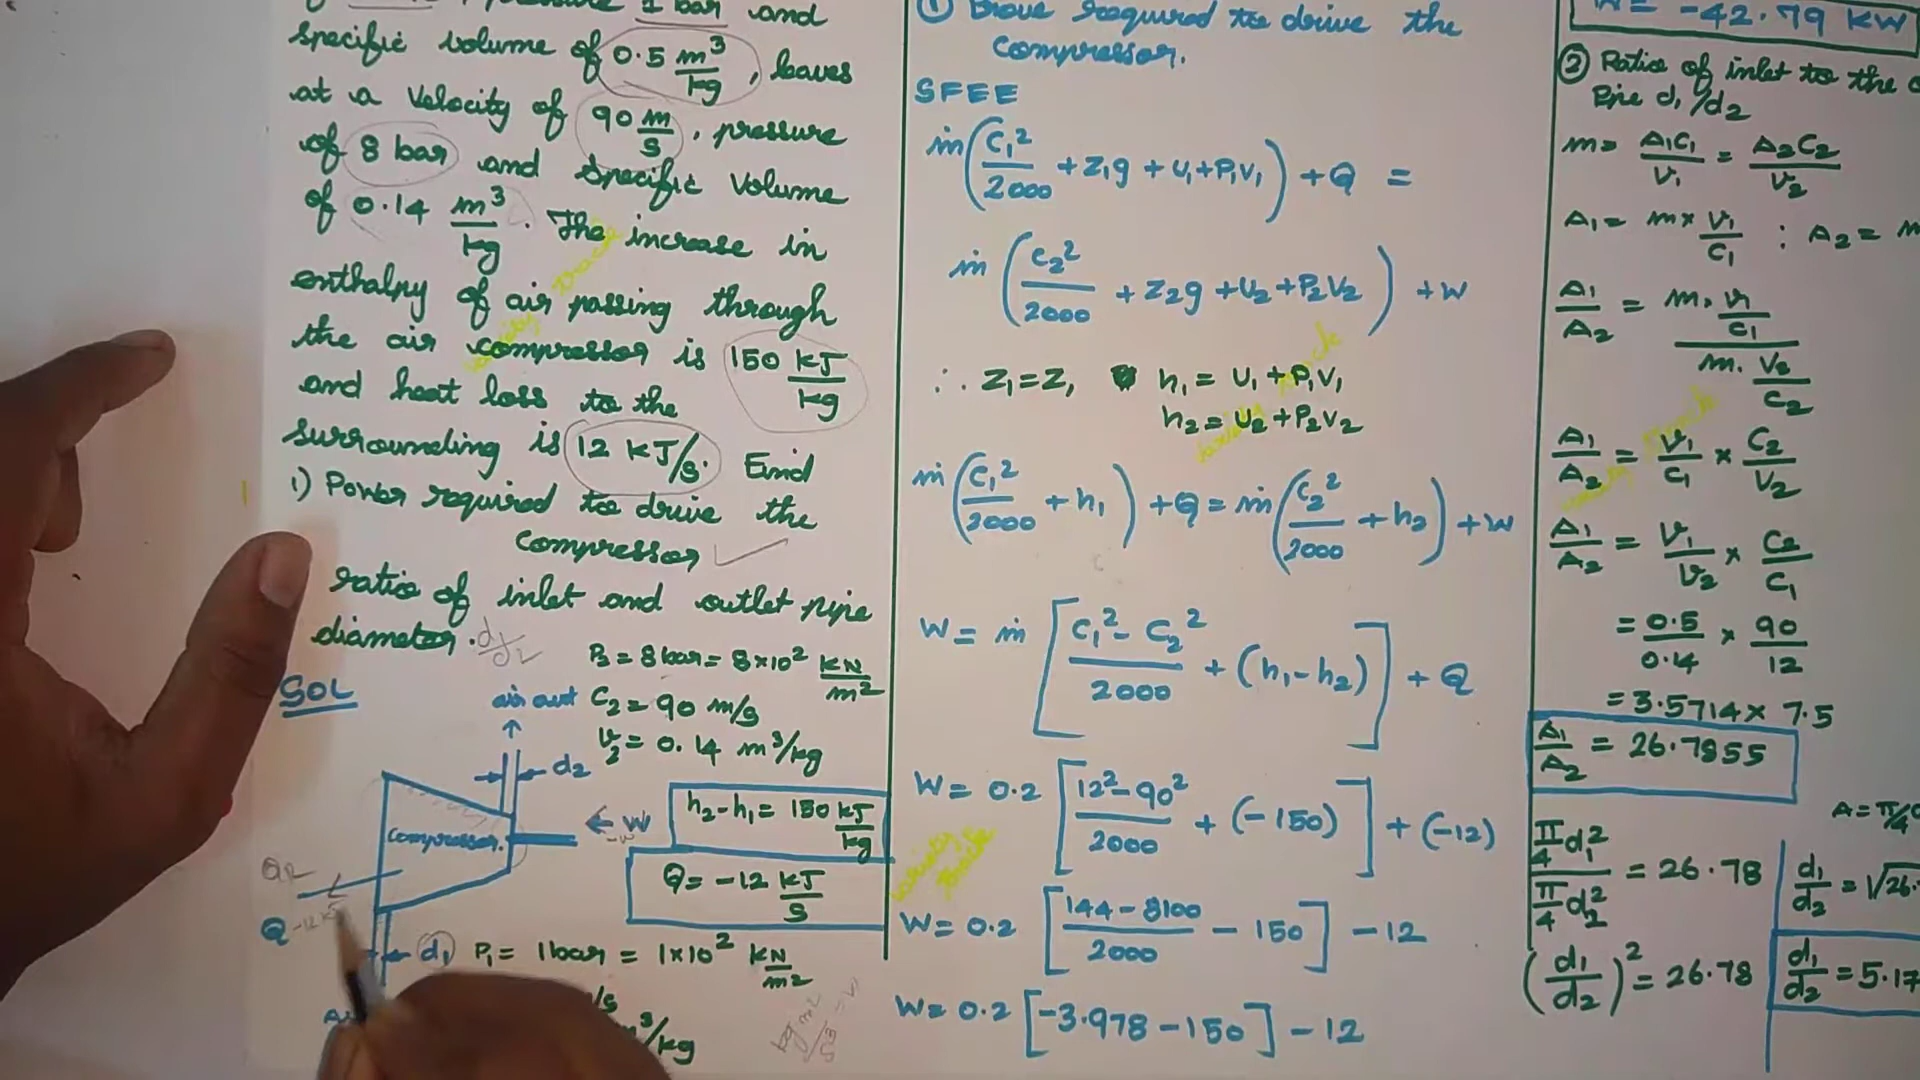 pressure 1 bar and
specific volume of 0.5 m³/kg, leaves
at a velocity of 90 m/s, pressure
of 8 bar and specific volume
of 0.14 m³/kg. The increase in
enthalpy of air passing through
the air compressor is 150 kJ/kg
and heat loss to the
surrounding is 12 kJ/s. Find
1) Power required to drive the
compressor
ratio of inlet and outlet pipe
diameter. d₁/d₂
SOL
P₂ = 8 bar = 8×10² kN/m²
air out C₂ = 90 m/s
V₂ = 0.14 m³/kg
d₂
W
-W
h₂-h₁ = 150 kJ/kg
compressor.
Q = -12 kJ/s
Q
d₁ P₁ = 1 bar = 1×10² kN/m²
/s
m³/kg
① required to drive the
compressor.
SFEE
ṁ(C₁²/2000 + Z₁g + U₁+P₁V₁) + Q =
ṁ(C₂²/2000 + Z₂g + U₂ + P₂V₂) + W
∴ Z₁=Z, h₁ = U₁ + P₁V₁
h₂ = U₂ + P₂V₂
ṁ(C₁²/2000 + h₁) + Q = ṁ(C₂²/2000 + h₂) + W
W = ṁ [C₁² - C₂²/2000 + (h₁-h₂)] + Q
W = 0.2 [12²-90²/2000 + (-150)] + (-12)
W = 0.2 [144-8100/2000 - 150] - 12
W = 0.2 [-3.978 - 150] - 12
W = -42.79 KW
② Ratio of inlet to the
Pipe d₁/d₂
m = A₁C₁/V₁ = A₂C₂/V₂
A₁ = m × V₁/C₁ : A₂ = m
A₁/A₂ = m. V₁/C₁ / m. V₂/C₂
A₁/A₂ = V₁/C₁ × C₂/V₂
A₁/A₂ = V₁/V₂ × C₂/C₁
= 0.5/0.14 × 90/12
= 3.5714 × 7.5
A₁/A₂ = 26.7855
A = π/4
π/4 d₁² / π/4 d₂² = 26.78
d₁/d₂ = √26.
(d₁/d₂)² = 26.78
d₁/d₂ = 5.17